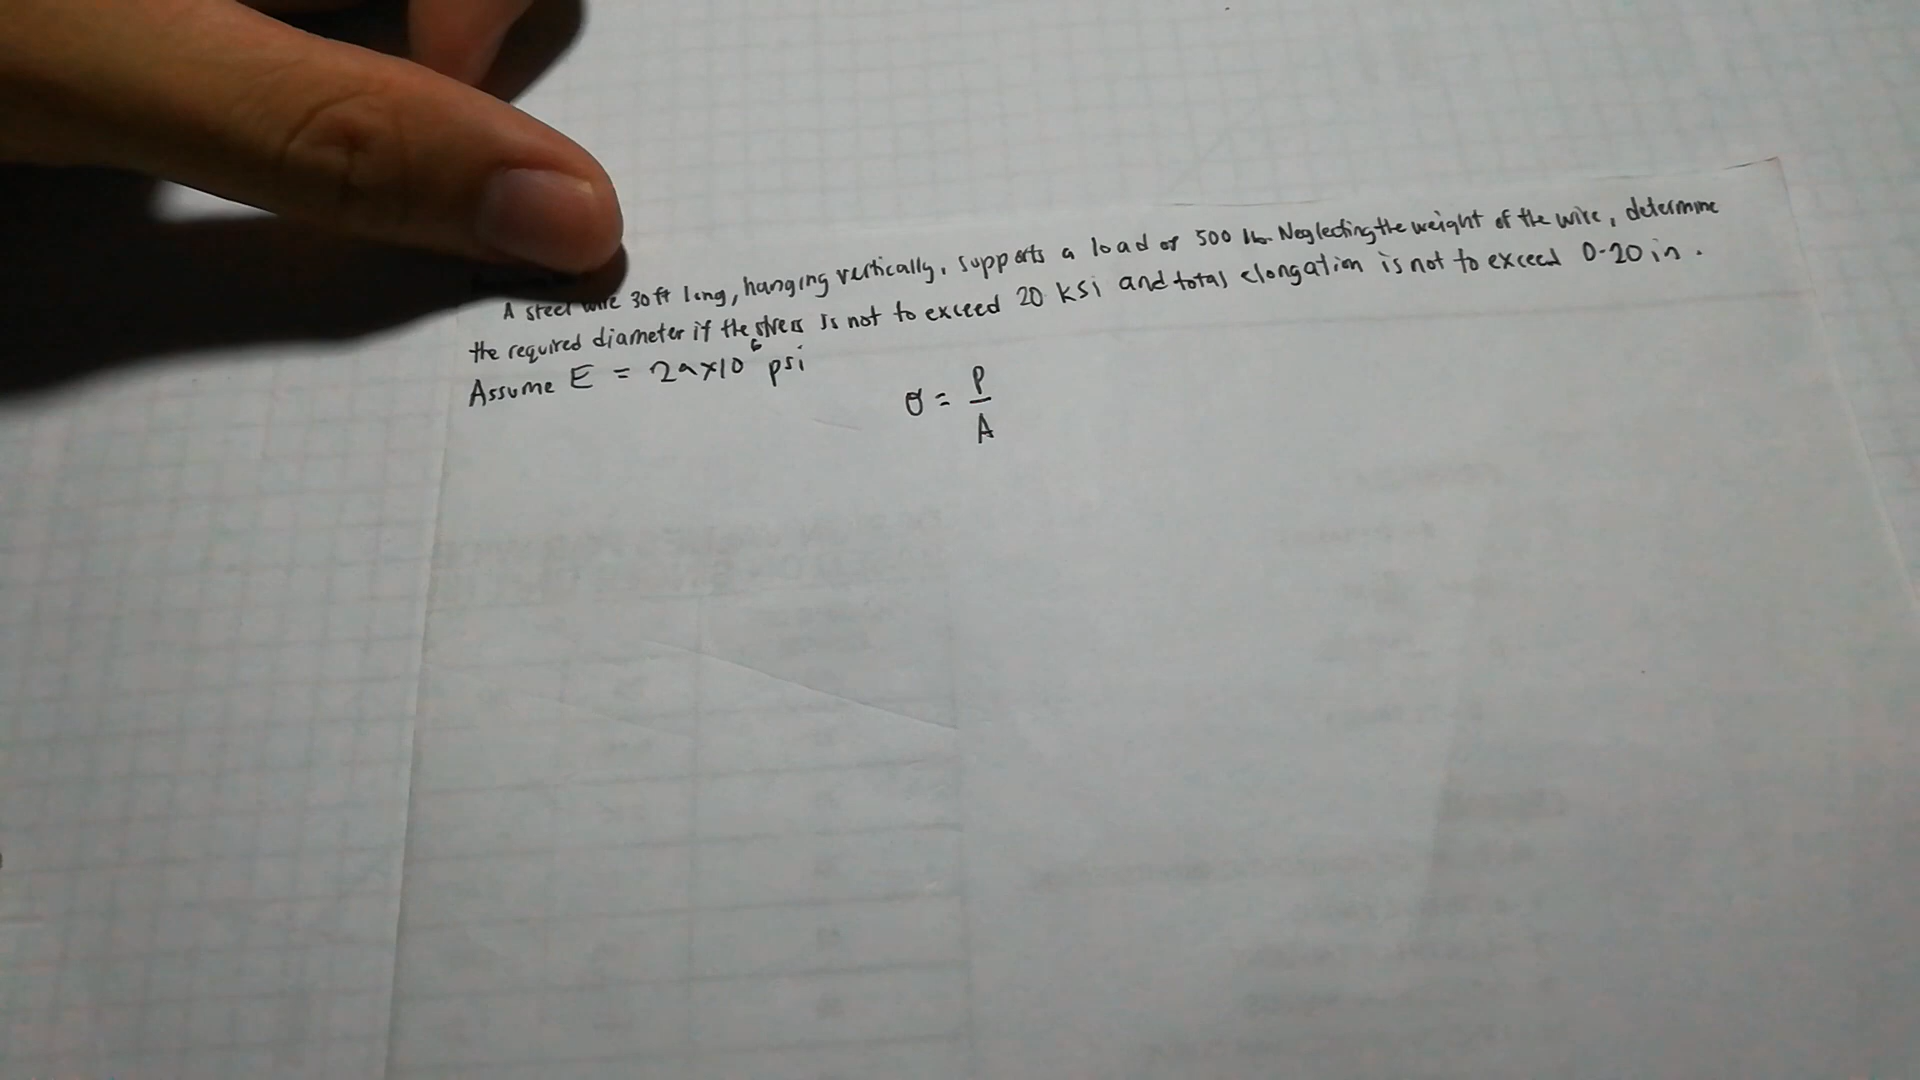 A steel wire 30ft long, hanging vertically, supports a load of 500 lb. Neglecting the weight of the wire, determine
the required diameter if the stress is not to exceed 20 ksi and total elongation is not to exceed 0.20 in.
Assume E = 29x10⁶ psi
σ = P
A